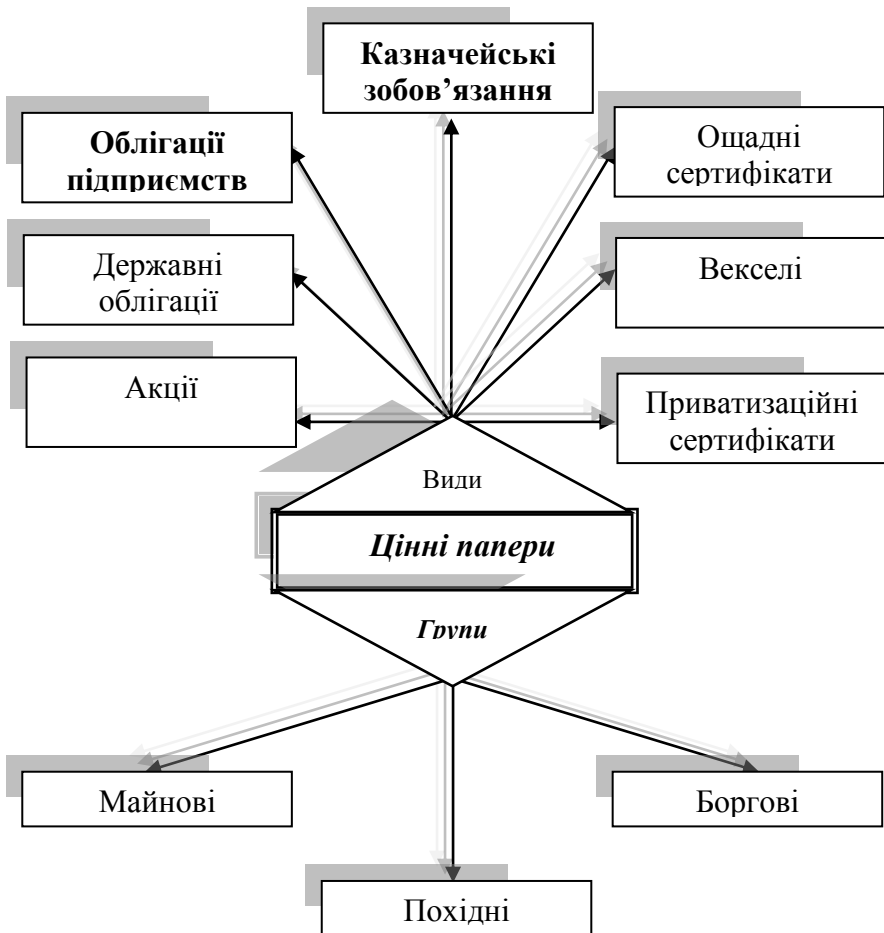 Казначейські
зобов’язання
Облігації
підприємств
Ощадні
сертифікати
Державні
облігації
Векселі
Акції
Приватизаційні
сертифікати
Види
Цінні папери
Групи
Майнові
Боргові
Похідні